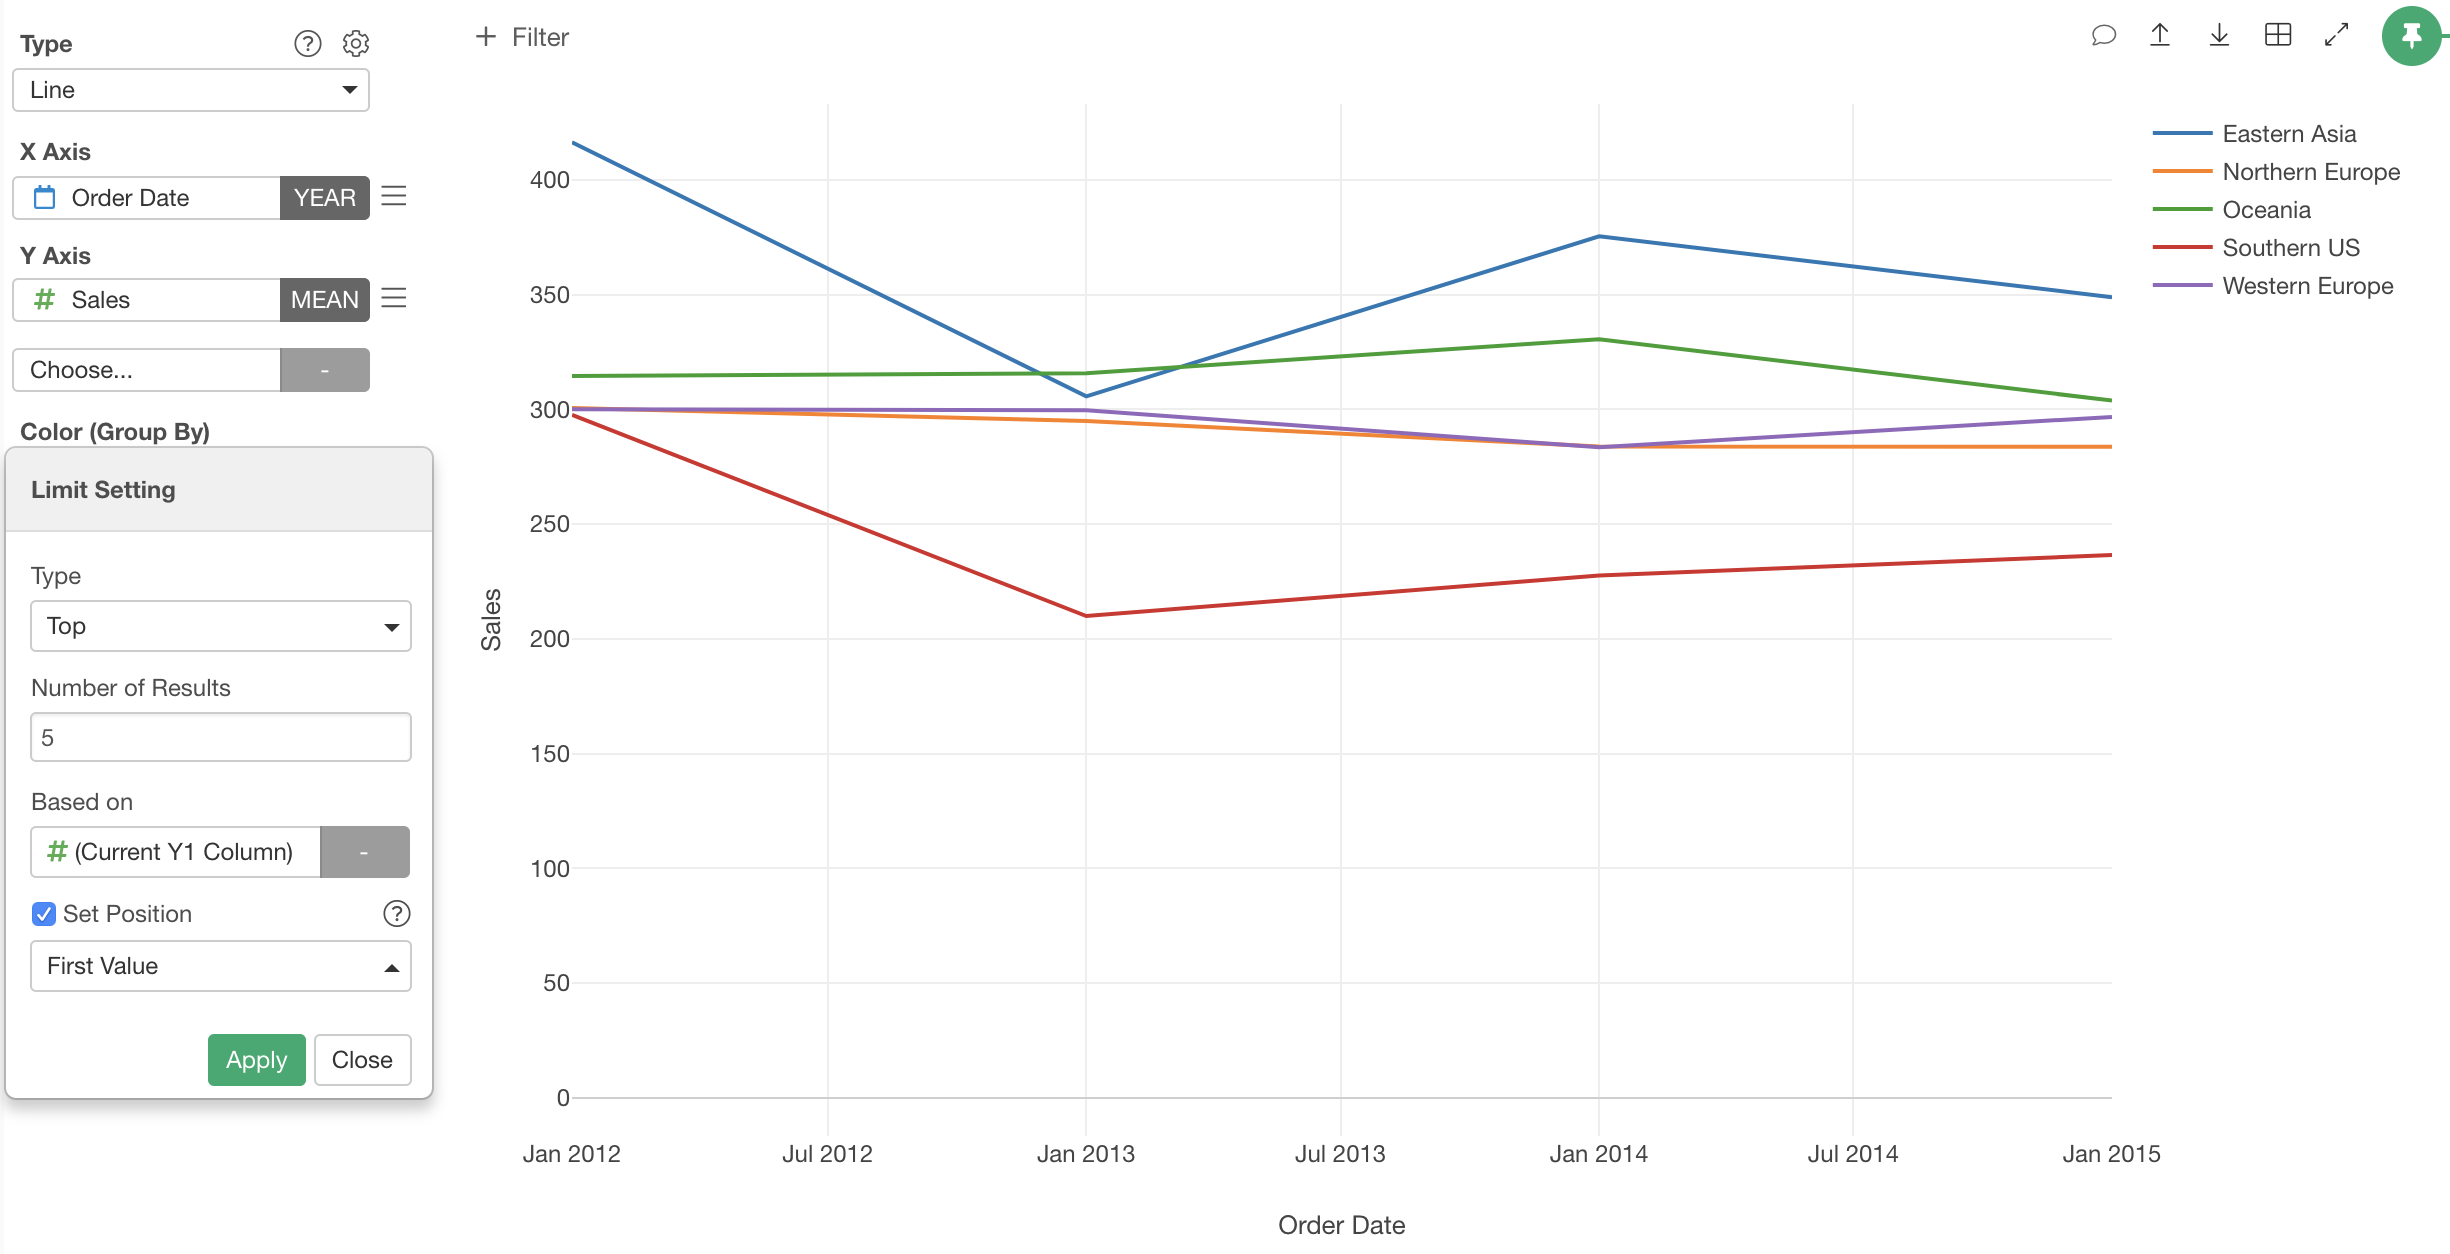 Type
Line
X Axis
Order Date YEAR
Y Axis
Sales MEAN
Choose... -
Color (Group By)
Limit Setting
Type
Top
Number of Results
5
Based on
(Current Y1 Column) -
Set Position
First Value
Apply Close
+ Filter
Eastern Asia
Northern Europe
Oceania
Southern US
Western Europe
400
350
300
250
200
150
100
50
0
Sales
Jan 2012 Jul 2012 Jan 2013 Jul 2013 Jan 2014 Jul 2014 Jan 2015
Order Date